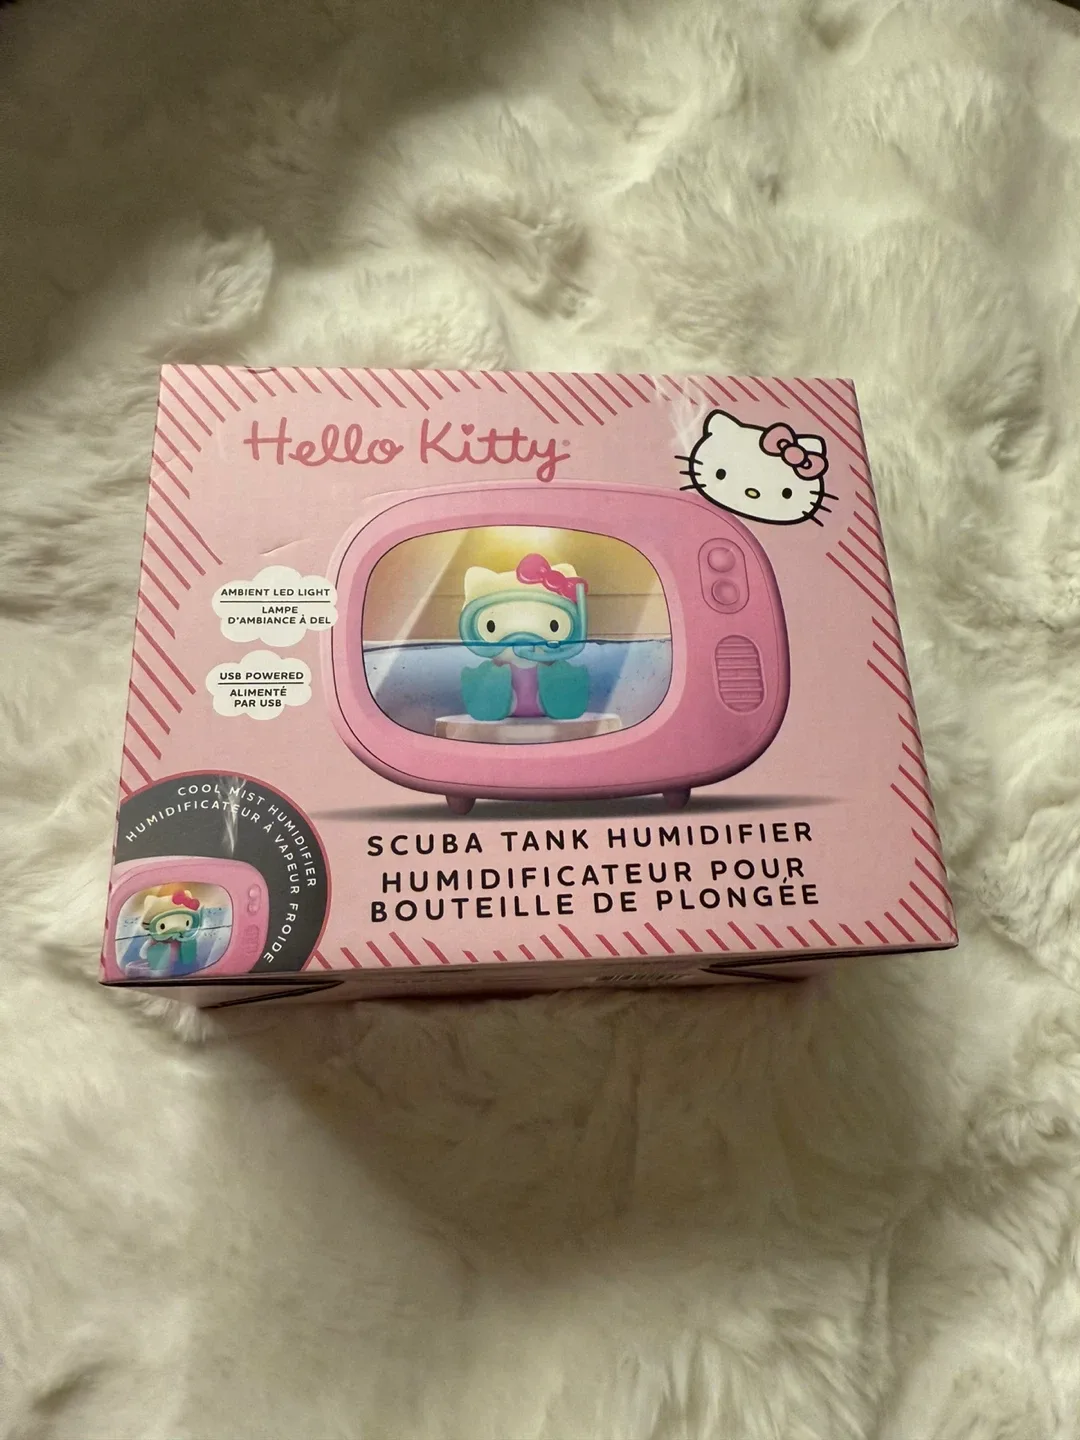 Hello Kitty
AMBIENT LED LIGHT
LAMPE
D'AMBIANCE À DEL
USB POWERED
ALIMENTÉ
PAR USB
COOL MIST HUMIDIFIER
HUMIDIFICATEUR À VAPEUR FROIDE
SCUBA TANK HUMIDIFIER
HUMIDIFICATEUR POUR
BOUTEILLE DE PLONGÉE